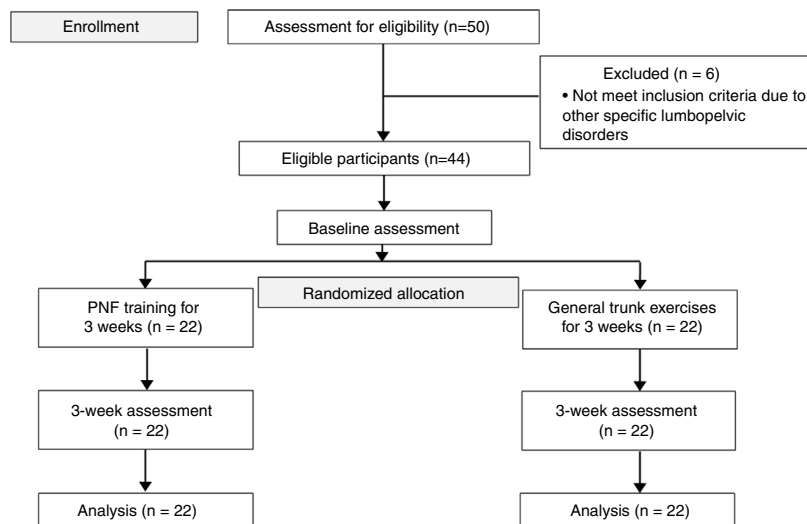 Enrollment
Assessment for eligibility (n=50)
Excluded (n = 6)
• Not meet inclusion criteria due to
other specific lumbopelvic
disorders
Eligible participants (n=44)
Baseline assessment
Randomized allocation
PNF training for
3 weeks (n = 22)
General trunk exercises
for 3 weeks (n = 22)
3-week assessment
(n = 22)
3-week assessment
(n = 22)
Analysis (n = 22)
Analysis (n = 22)